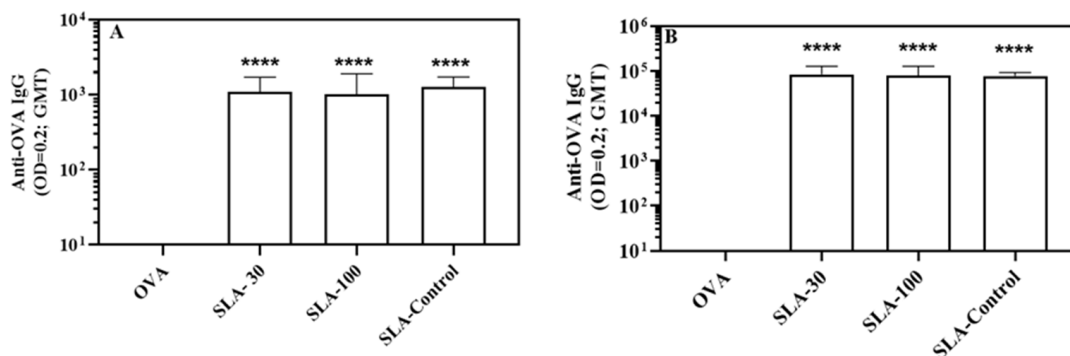 A
Anti-OVA IgG
(OD=0.2; GMT)
10⁴
10³
10²
10¹
****
****
****
OVA
SLA- 30
SLA-100
SLA-Control
B
Anti-OVA IgG
(OD=0.2; GMT)
10⁶
10⁵
10⁴
10³
10²
10¹
****
****
****
OVA
SLA-30
SLA-100
SLA-Control